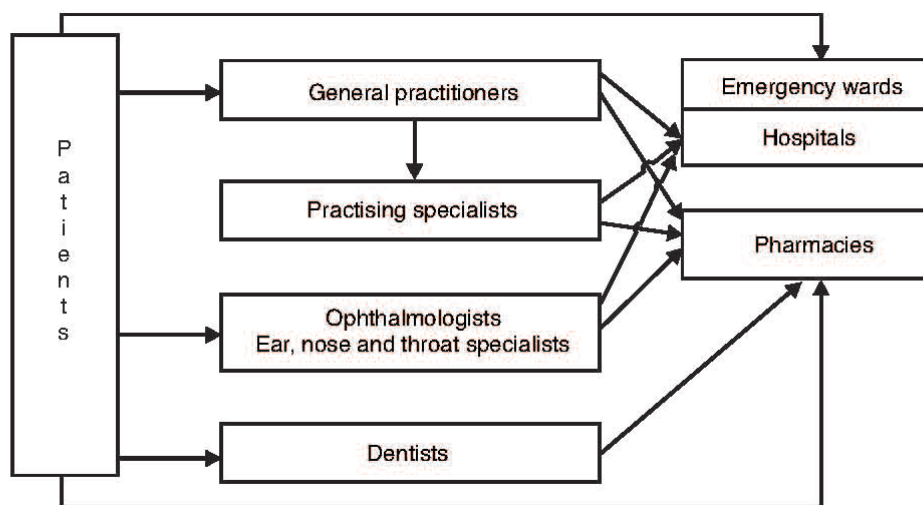 Patients
General practitioners
Practising specialists
Ophthalmologists
Ear, nose and throat specialists
Dentists
Emergency wards
Hospitals
Pharmacies